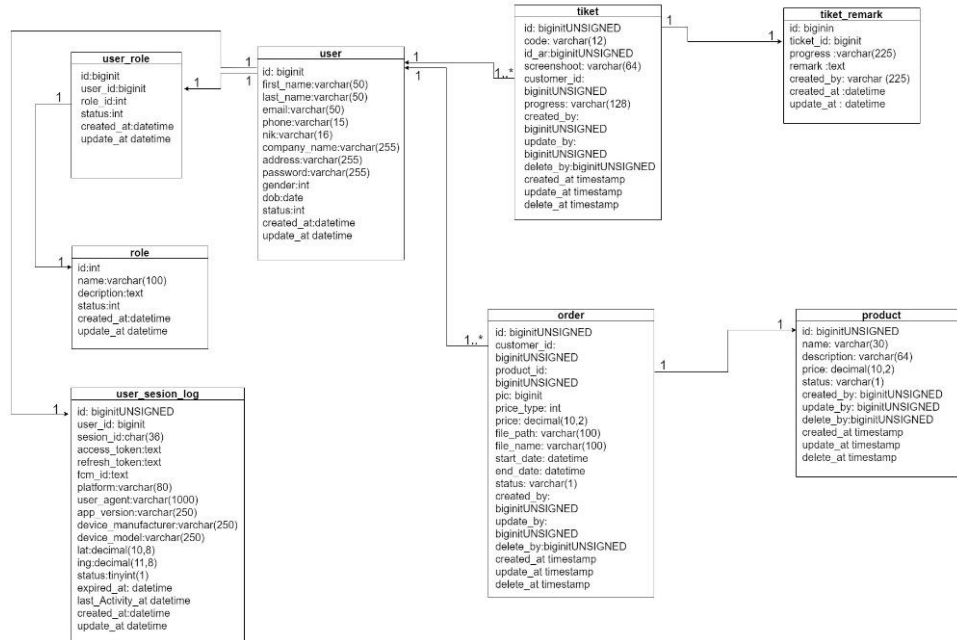 user_role
id:biginit
user_id:biginit
role_id:int
status:int
created_at:datetime
update_at datetime
1
1
1
1
1
user
id: biginit
first_name:varchar(50)
last_name:varchar(50)
email:varchar(50)
phone:varchar(15)
nik:varchar(16)
company_name:varchar(255)
address:varchar(255)
password:varchar(255)
gender:int
dob:date
status:int
created_at:datetime
update_at datetime
1
1
1..*
tiket
id: biginitUNSIGNED
code: varchar(12)
id_ar:biginitUNSIGNED
screenshoot: varchar(64)
customer_id:
biginitUNSIGNED
progress: varchar(128)
created_by:
biginitUNSIGNED
update_by:
biginitUNSIGNED
delete_by:biginitUNSIGNED
created_at timestamp
update_at timestamp
delete_at timestamp
1
1
tiket_remark
id: biginin
ticket_id: biginit
progress :varchar(225)
remark :text
created_by: varchar (225)
created_at :datetime
update_at : datetime
1
role
id:int
name:varchar(100)
decription:text
status:int
created_at:datetime
update_at datetime
1..*
order
id: biginitUNSIGNED
customer_id:
biginitUNSIGNED
product_id:
biginitUNSIGNED
pic: biginit
price_type: int
price: decimal(10,2)
file_path: varchar(100)
file_name: varchar(100)
start_date: datetime
end_date: datetime
status: varchar(1)
created_by:
biginitUNSIGNED
update_by:
biginitUNSIGNED
delete_by:biginitUNSIGNED
created_at timestamp
update_at timestamp
delete_at timestamp
1
1
product
id: biginitUNSIGNED
name: varchar(30)
description: varchar(64)
price: decimal(10,2)
status: varchar(1)
created_by: biginitUNSIGNED
update_by: biginitUNSIGNED
delete_by:biginitUNSIGNED
created_at timestamp
update_at timestamp
delete_at timestamp
1
user_sesion_log
id: biginitUNSIGNED
user_id: biginit
sesion_id:char(36)
access_token:text
refresh_token:text
fcm_id:text
platform:varchar(80)
user_agent:varchar(1000)
app_version:varchar(250)
device_manufacturer:varchar(250)
device_model:varchar(250)
lat:decimal(10,8)
ing:decimal(11,8)
status:tinyint(1)
expired_at: datetime
last_Activity_at datetime
created_at:datetime
update_at datetime